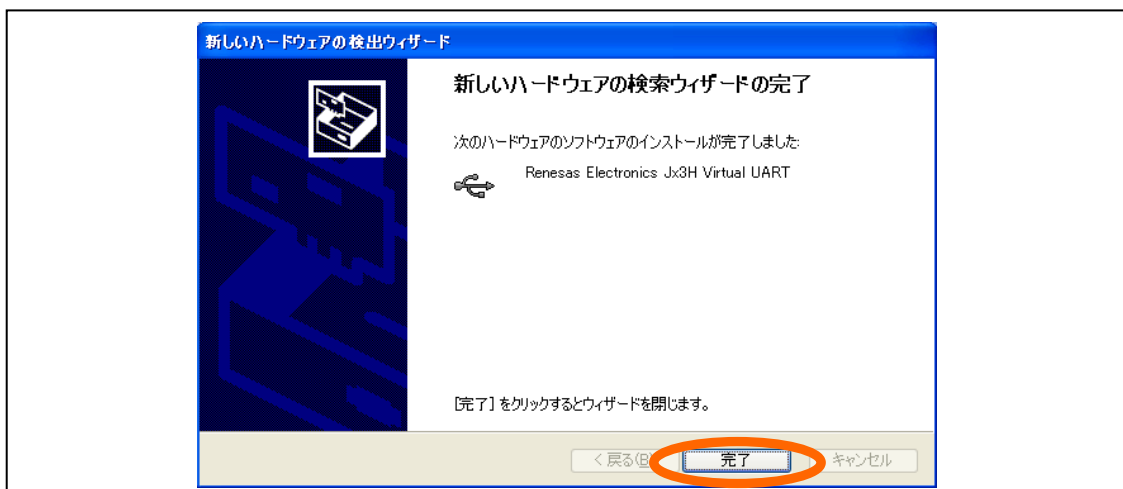 新しいハードウェアの検出ウィザード
新しいハードウェアの検索ウィザードの完了
次のハードウェアのソフトウェアのインストールが完了しました:
Renesas Electronics Jx3H Virtual UART
[完了] をクリックするとウィザードを閉じます。
< 戻る(B 完了 キャンセル